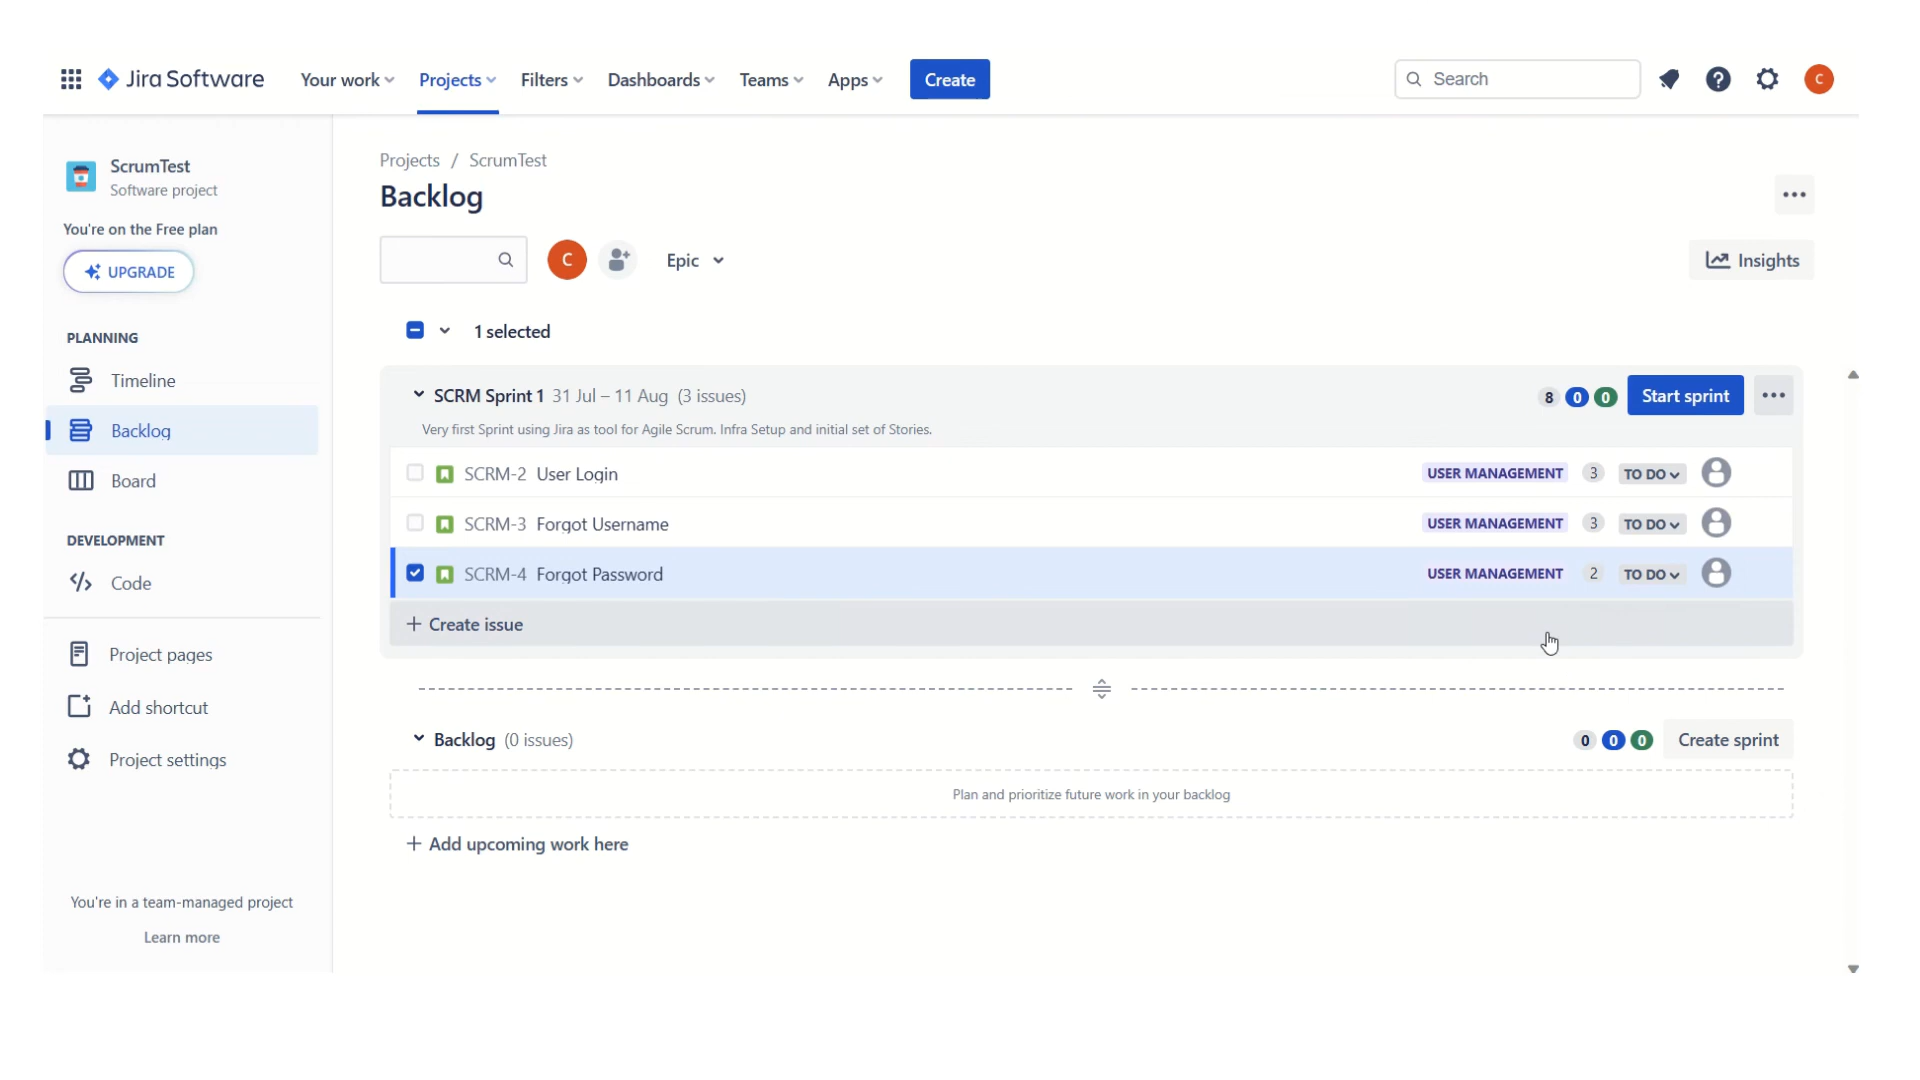 Jira Software Your work Projects Filters Dashboards Teams Apps Create Search C
ScrumTest
Software project
You're on the Free plan
UPGRADE
PLANNING
Timeline
Backlog
Board
DEVELOPMENT
Code
Project pages
Add shortcut
Project settings
You're in a team-managed project
Learn more
Projects / ScrumTest
Backlog
C Epic Insights
1 selected
SCRM Sprint 1 31 Jul – 11 Aug (3 issues) 8 0 0 Start sprint
Very first Sprint using Jira as tool for Agile Scrum. Infra Setup and initial set of Stories.
SCRM-2 User Login USER MANAGEMENT 3 TO DO
SCRM-3 Forgot Username USER MANAGEMENT 3 TO DO
SCRM-4 Forgot Password USER MANAGEMENT 2 TO DO
+ Create issue
Backlog (0 issues) 0 0 0 Create sprint
Plan and prioritize future work in your backlog
+ Add upcoming work here